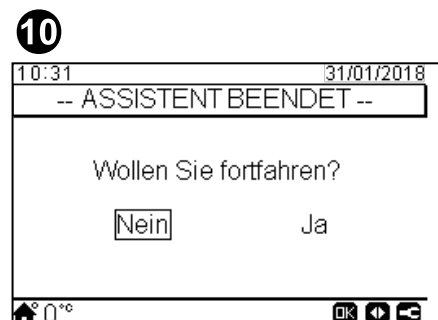 10
10:31 31/01/2018
-- ASSISTENT BEENDET --
Wollen Sie fortfahren?
Nein Ja
0°C OK